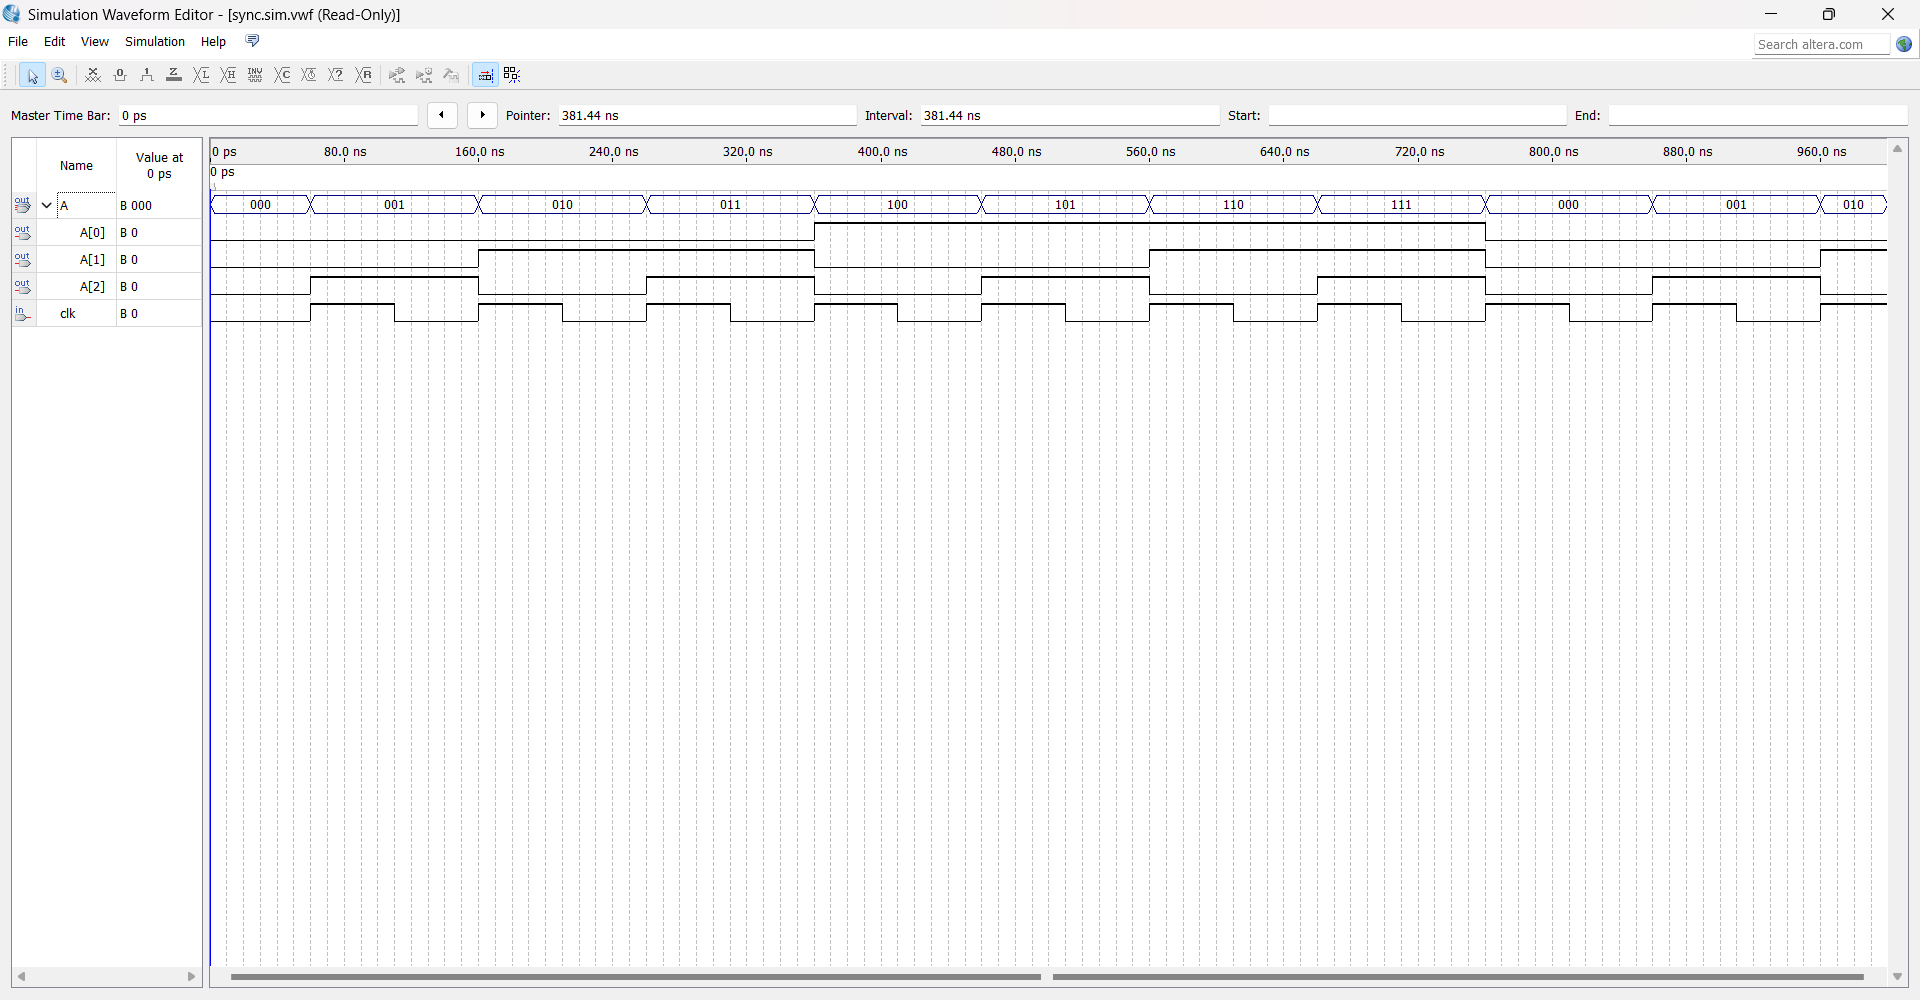 Simulation Waveform Editor - [sync.sim.vwf (Read-Only)]
File Edit View Simulation Help
Search altera.com
Master Time Bar: 0 ps Pointer: 381.44 ns Interval: 381.44 ns Start: End:
Name Value at 0 ps
0 ps 80.0 ns 160.0 ns 240.0 ns 320.0 ns 400.0 ns 480.0 ns 560.0 ns 640.0 ns 720.0 ns 800.0 ns 880.0 ns 960.0 ns
0 ps
out A B 000 000 001 010 011 100 101 110 111 000 001 010
out A[0] B 0
out A[1] B 0
out A[2] B 0
in clk B 0